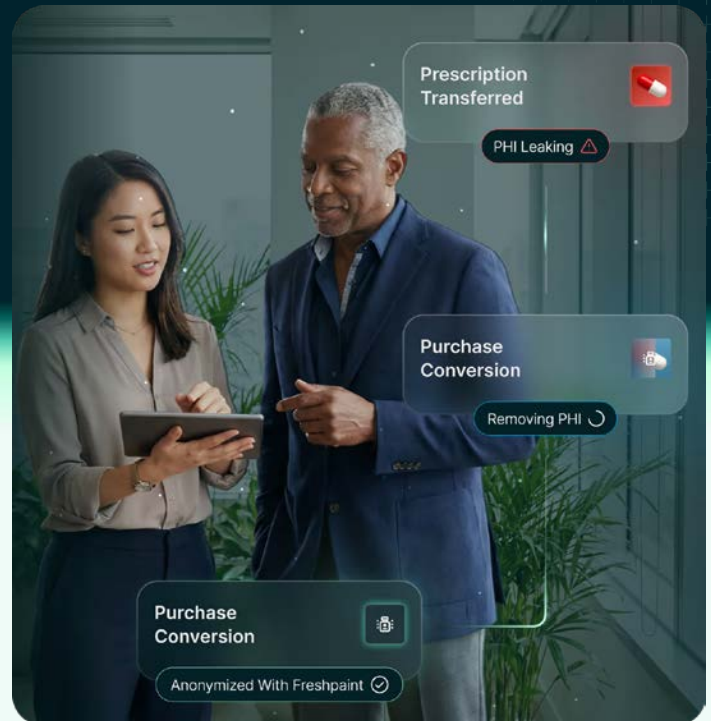 Prescription
Transferred
PHI Leaking
Purchase
Conversion
Removing PHI
Purchase
Conversion
Anonymized With Freshpaint